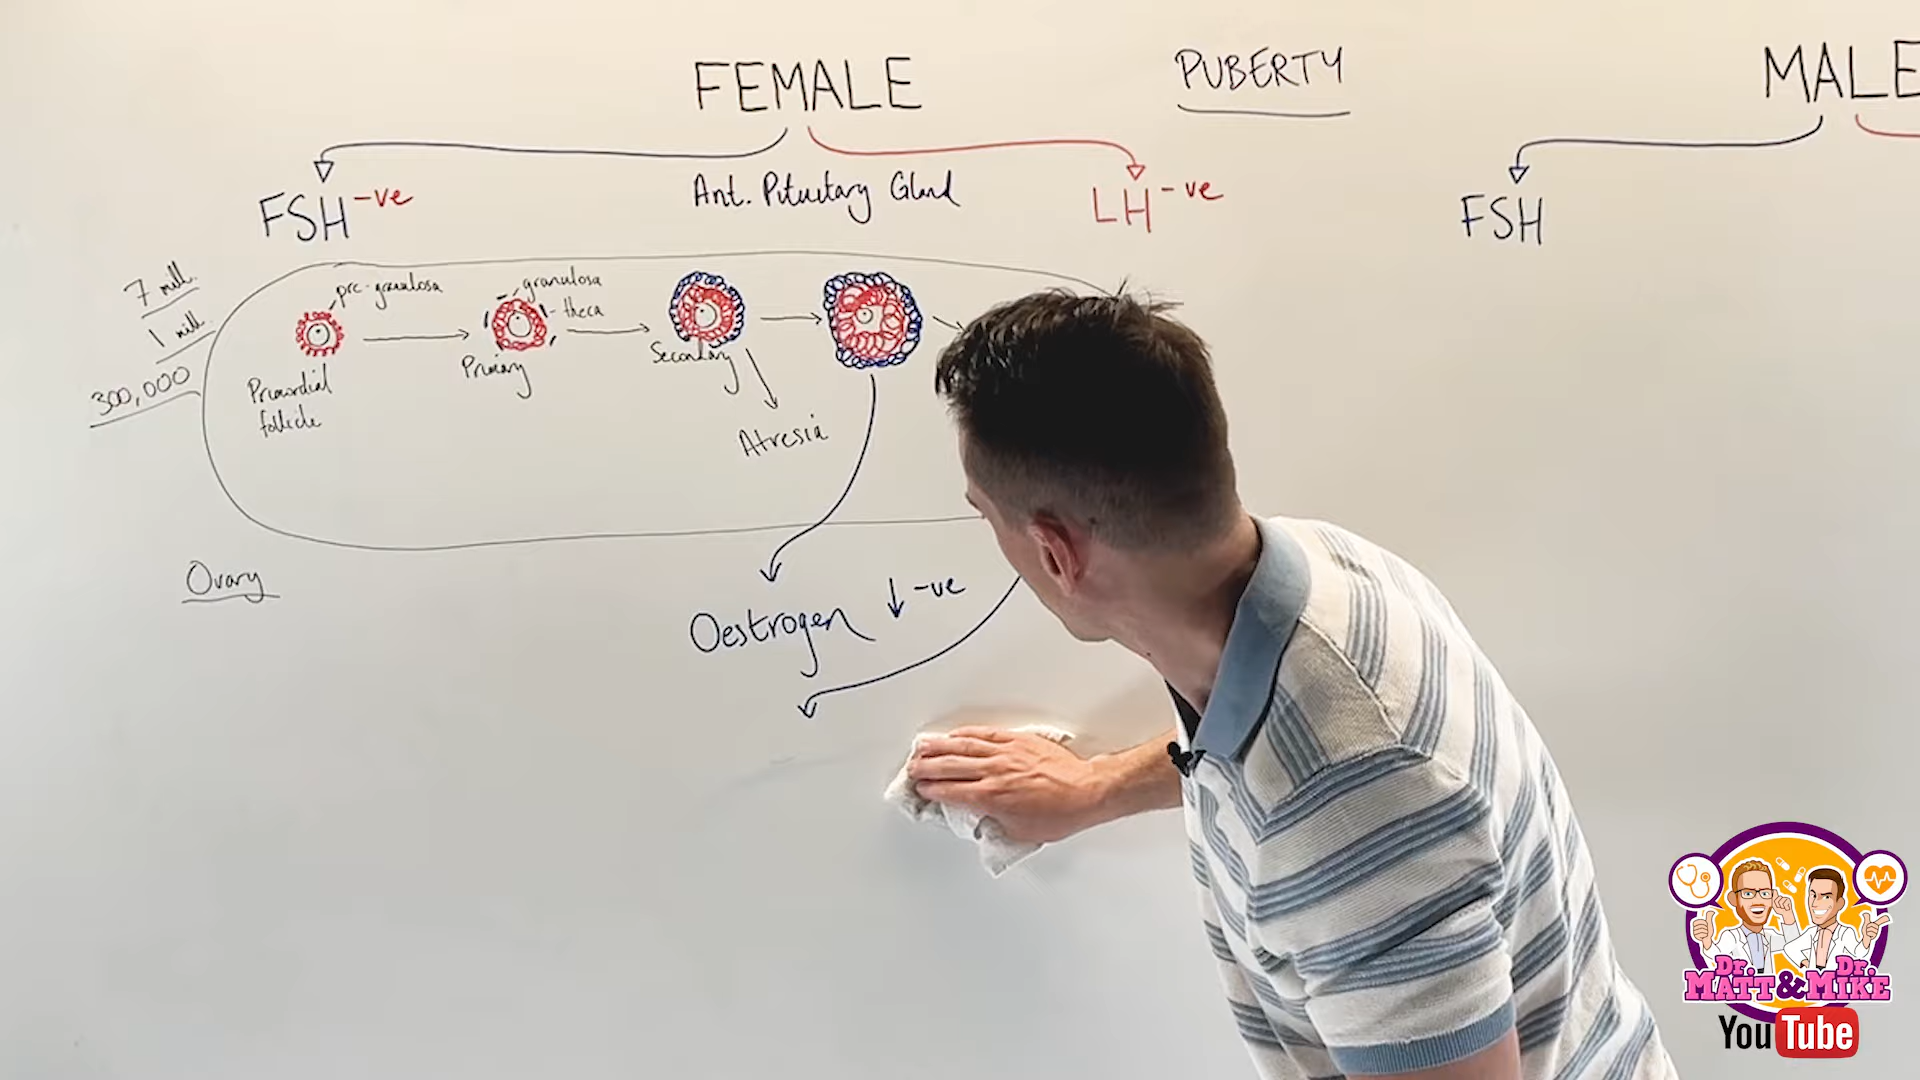 FEMALE
PUBERTY
MALE
FSH -ve
Ant. Pituitary Gland
LH -ve
FSH
7 mill.
1 mill.
300,000
pre-granulosa
granulosa
theca
Primordial
follicle
Primary
Secondary
Atresia
Ovary
Oestrogen ↓ -ve
Dr. Dr.
MATT & MIKE
YouTube